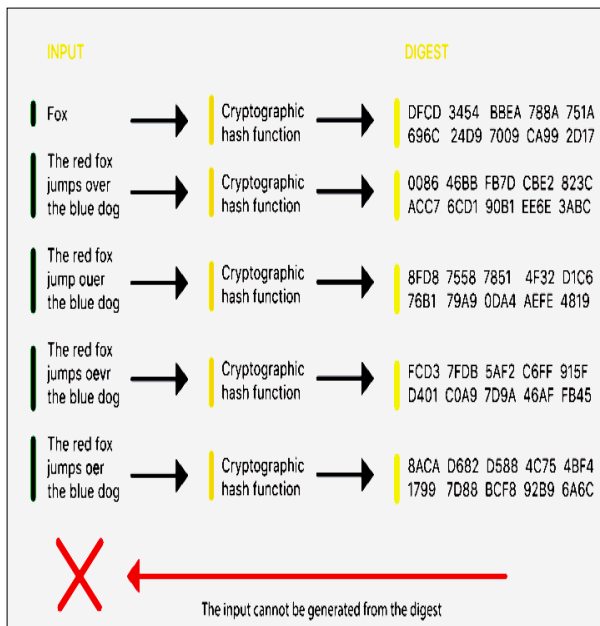 INPUT DIGEST
Fox
Cryptographic
hash function
DFCD 3454 BBEA 788A 751A
696C 24D9 7009 CA99 2D17
The red fox
jumps over
the blue dog
Cryptographic
hash function
0086 46BB FB7D CBE2 823C
ACC7 6CD1 90B1 EE6E 3ABC
The red fox
jump ouer
the blue dog
Cryptographic
hash function
8FD8 7558 7851 4F32 D1C6
76B1 79A9 0DA4 AEFE 4819
The red fox
jumps oevr
the blue dog
Cryptographic
hash function
FCD3 7FDB 5AF2 C6FF 915F
D401 C0A9 7D9A 46AF FB45
The red fox
jumps oer
the blue dog
Cryptographic
hash function
8ACA D682 D588 4C75 4BF4
1799 7D88 BCF8 92B9 6A6C
The input cannot be generated from the digest